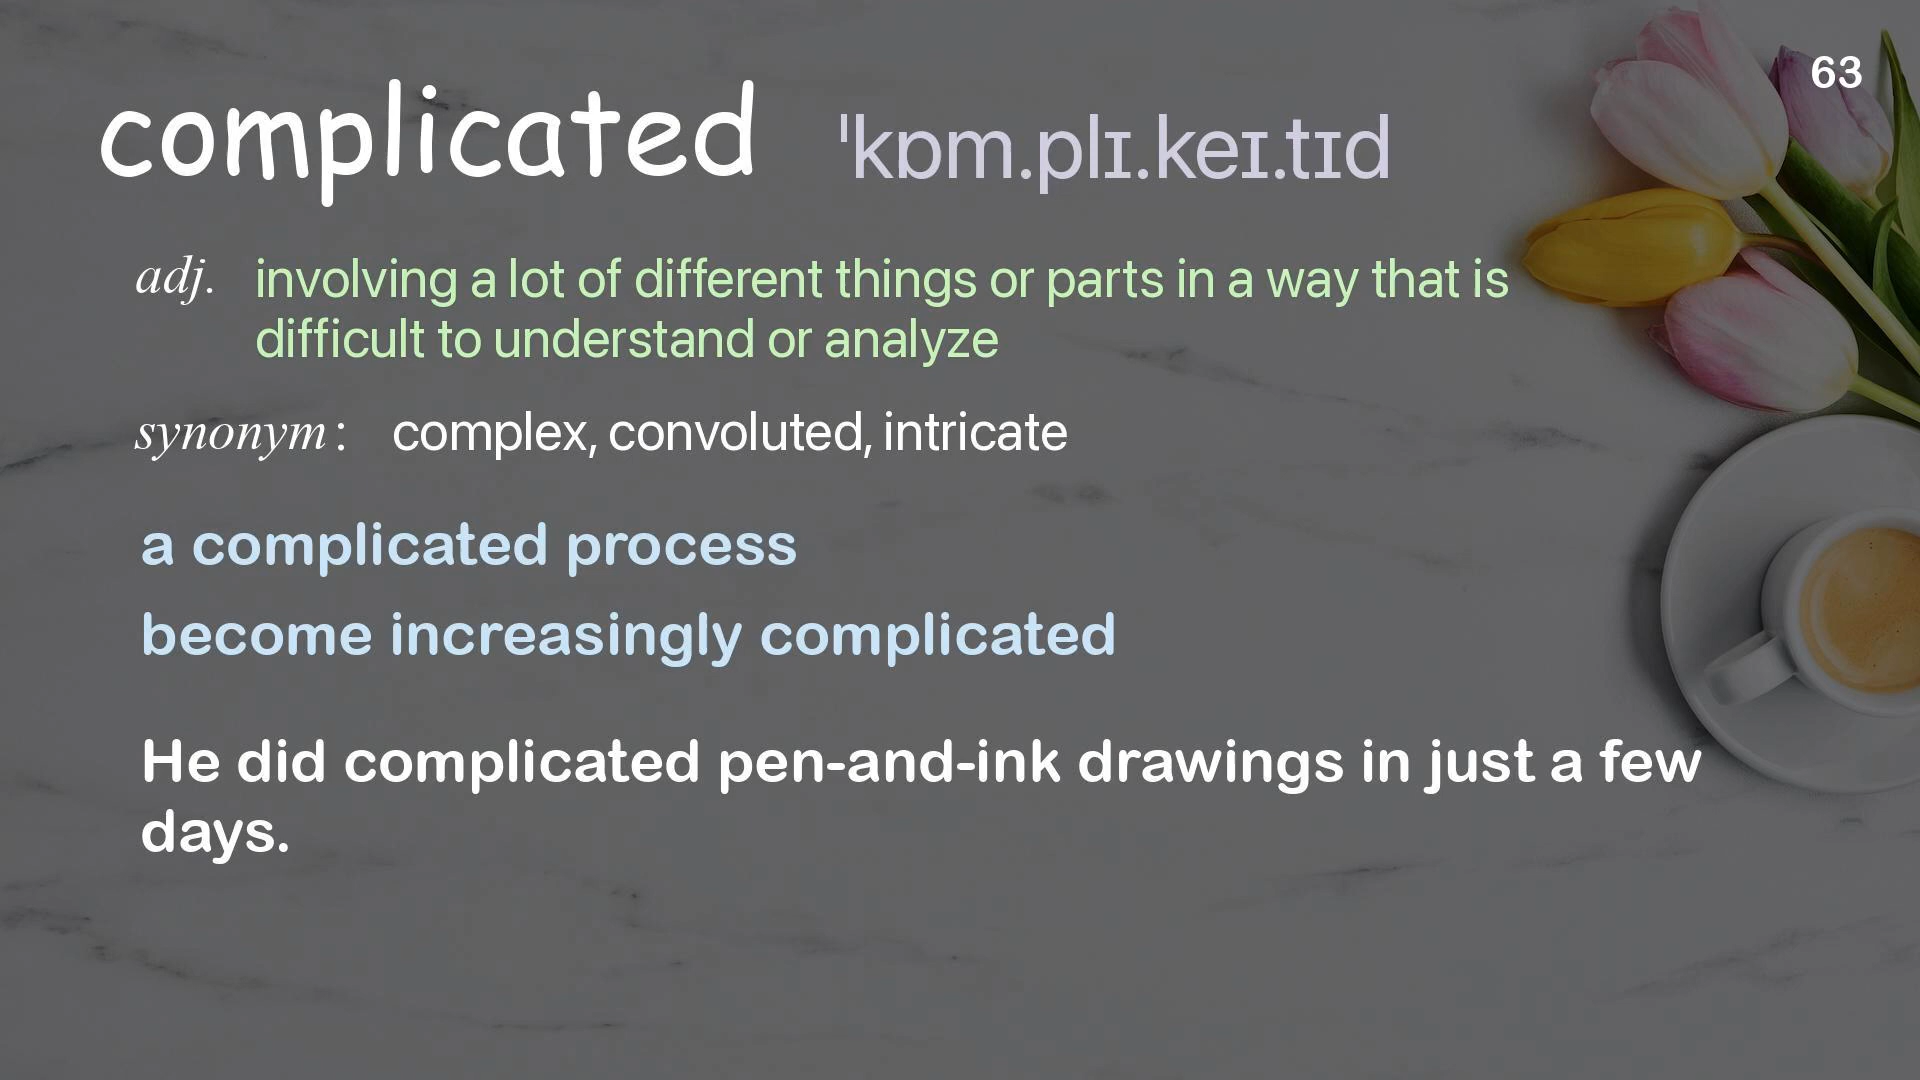 63
complicated ˈkɒm.plɪ.keɪ.tɪd
adj. involving a lot of different things or parts in a way that is
difficult to understand or analyze
synonym : complex, convoluted, intricate
a complicated process
become increasingly complicated
He did complicated pen-and-ink drawings in just a few
days.